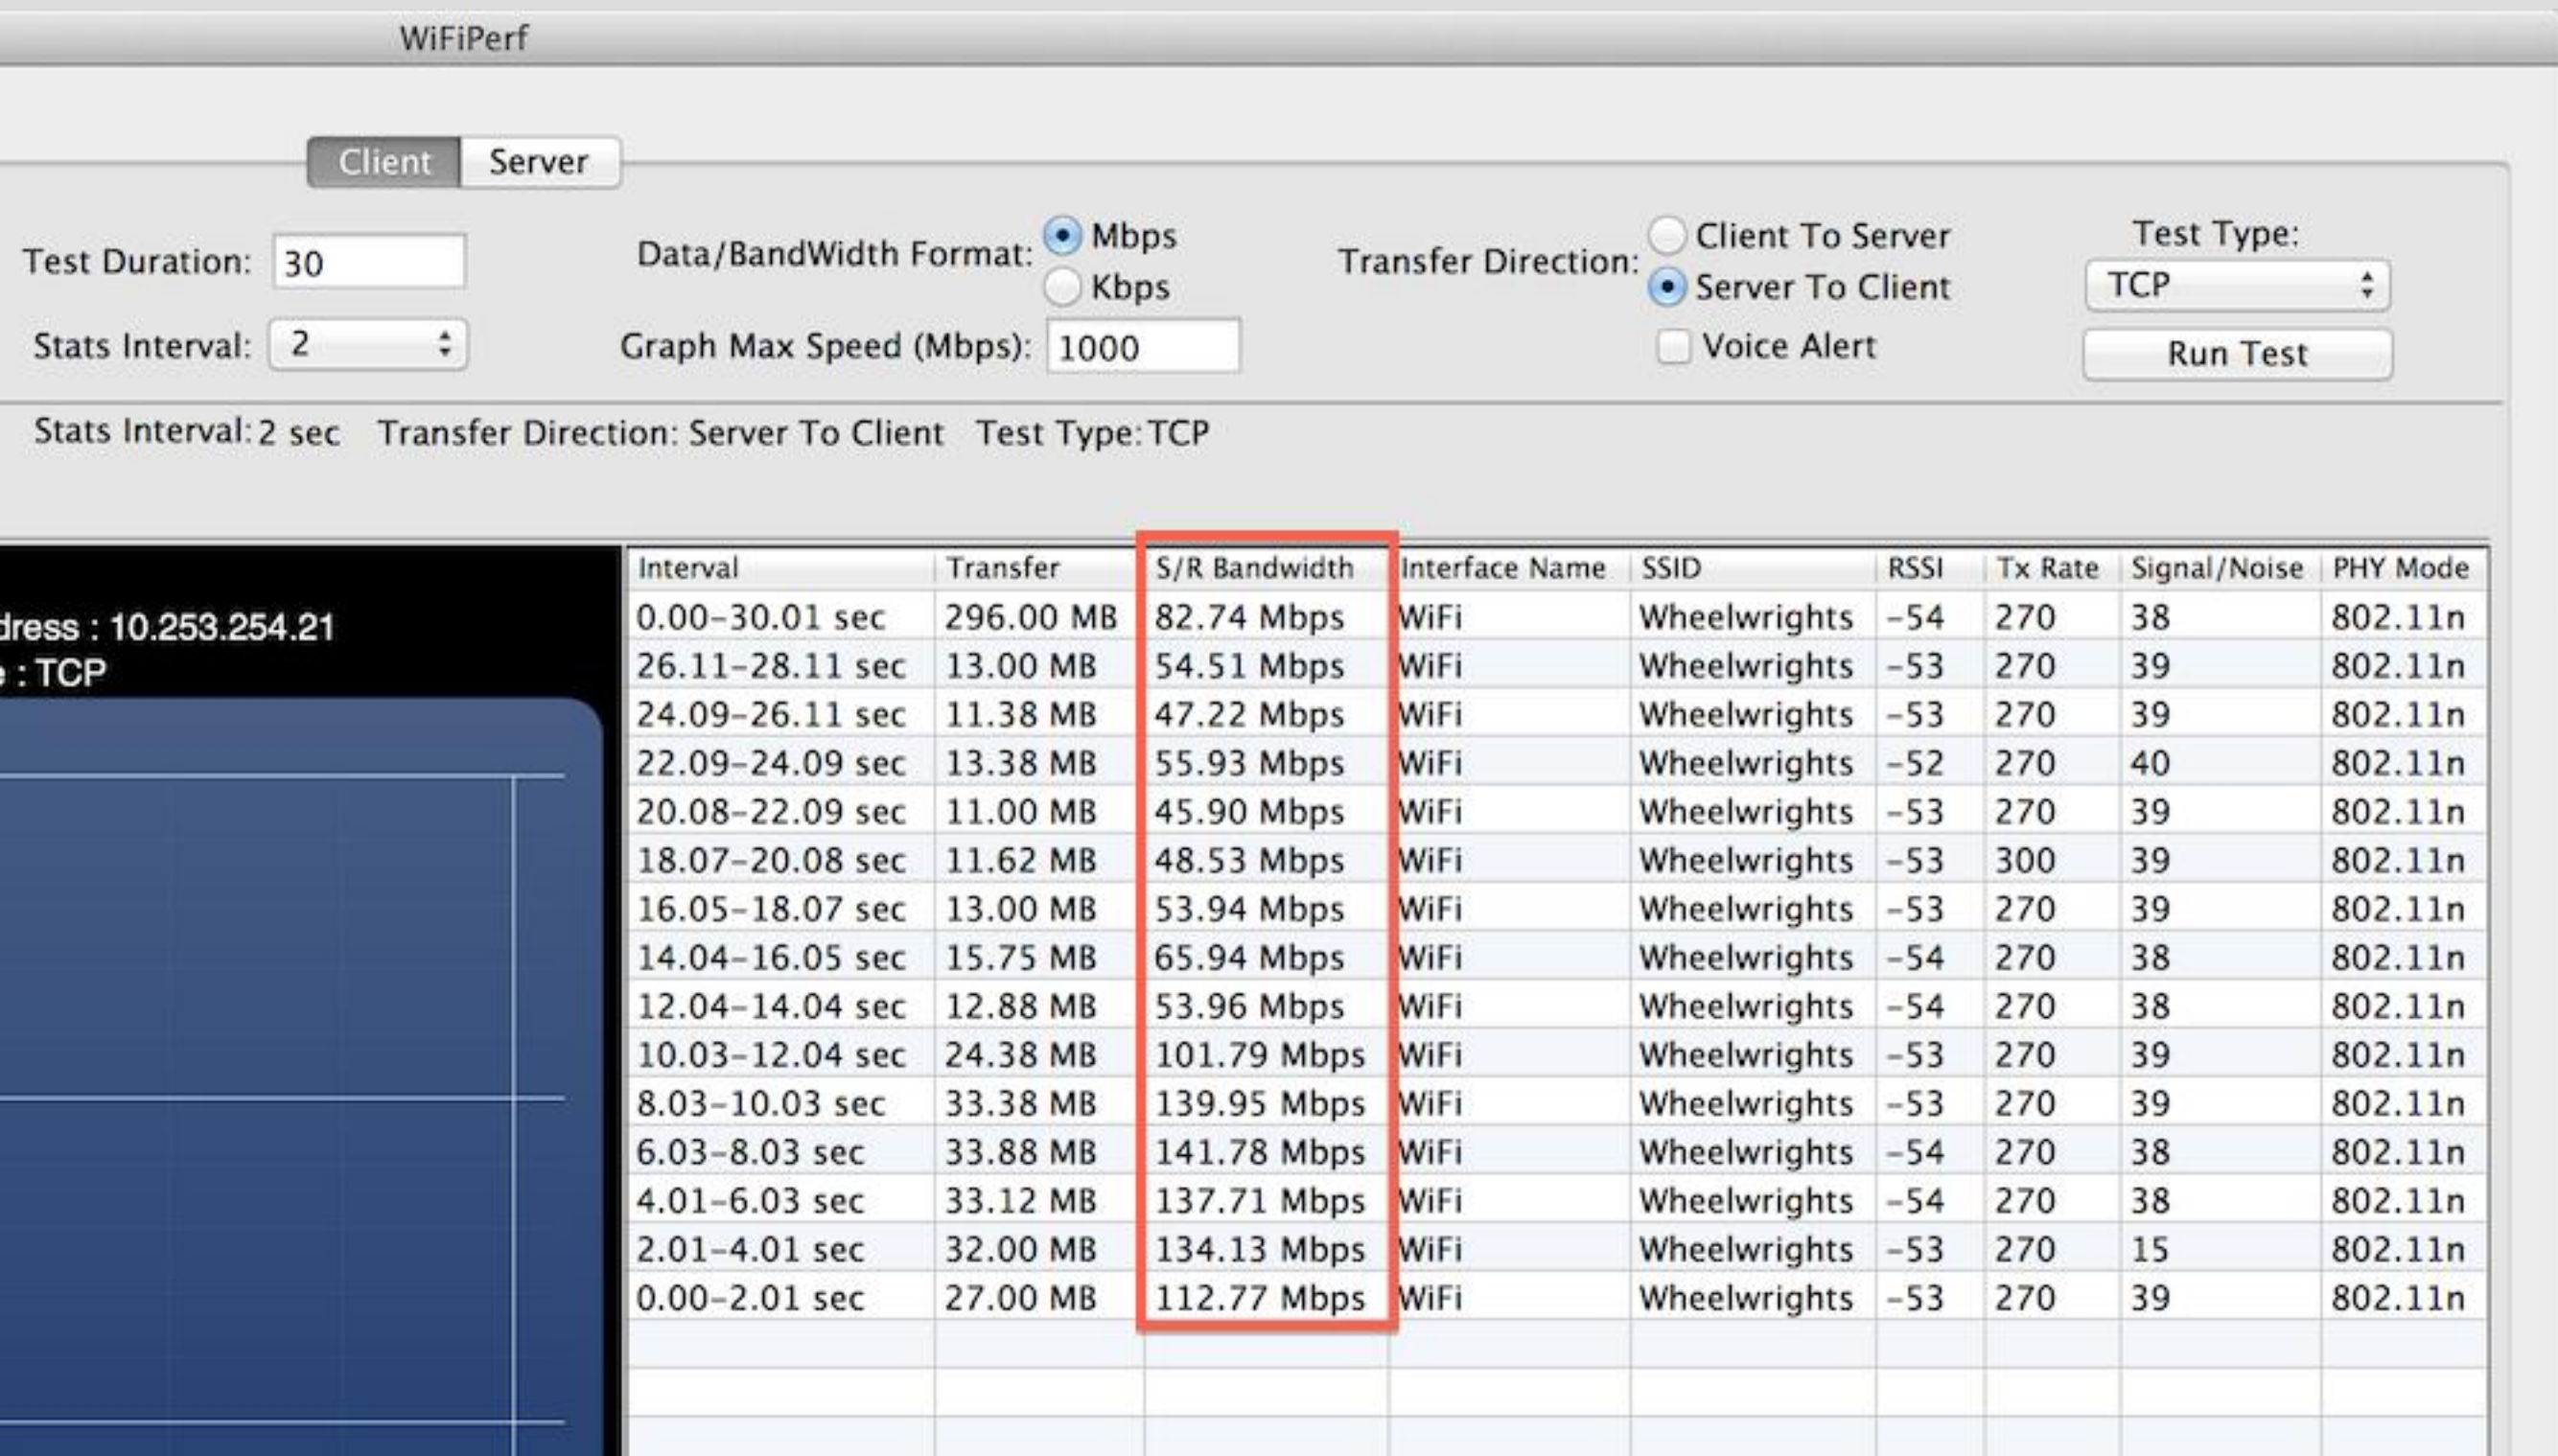 WiFiPerf
Client Server
Test Duration: 30
Data/BandWidth Format: Mbps
Kbps
Transfer Direction: Client To Server
Server To Client
Test Type:
TCP
Stats Interval: 2
Graph Max Speed (Mbps): 1000
Voice Alert
Run Test
Stats Interval: 2 sec Transfer Direction: Server To Client Test Type: TCP
dress : 10.253.254.21
e : TCP
Interval Transfer S/R Bandwidth Interface Name SSID RSSI Tx Rate Signal/Noise PHY Mode
0.00-30.01 sec 296.00 MB 82.74 Mbps WiFi Wheelwrights -54 270 38 802.11n
26.11-28.11 sec 13.00 MB 54.51 Mbps WiFi Wheelwrights -53 270 39 802.11n
24.09-26.11 sec 11.38 MB 47.22 Mbps WiFi Wheelwrights -53 270 39 802.11n
22.09-24.09 sec 13.38 MB 55.93 Mbps WiFi Wheelwrights -52 270 40 802.11n
20.08-22.09 sec 11.00 MB 45.90 Mbps WiFi Wheelwrights -53 270 39 802.11n
18.07-20.08 sec 11.62 MB 48.53 Mbps WiFi Wheelwrights -53 300 39 802.11n
16.05-18.07 sec 13.00 MB 53.94 Mbps WiFi Wheelwrights -53 270 39 802.11n
14.04-16.05 sec 15.75 MB 65.94 Mbps WiFi Wheelwrights -54 270 38 802.11n
12.04-14.04 sec 12.88 MB 53.96 Mbps WiFi Wheelwrights -54 270 38 802.11n
10.03-12.04 sec 24.38 MB 101.79 Mbps WiFi Wheelwrights -53 270 39 802.11n
8.03-10.03 sec 33.38 MB 139.95 Mbps WiFi Wheelwrights -53 270 39 802.11n
6.03-8.03 sec 33.88 MB 141.78 Mbps WiFi Wheelwrights -54 270 38 802.11n
4.01-6.03 sec 33.12 MB 137.71 Mbps WiFi Wheelwrights -54 270 38 802.11n
2.01-4.01 sec 32.00 MB 134.13 Mbps WiFi Wheelwrights -53 270 15 802.11n
0.00-2.01 sec 27.00 MB 112.77 Mbps WiFi Wheelwrights -53 270 39 802.11n